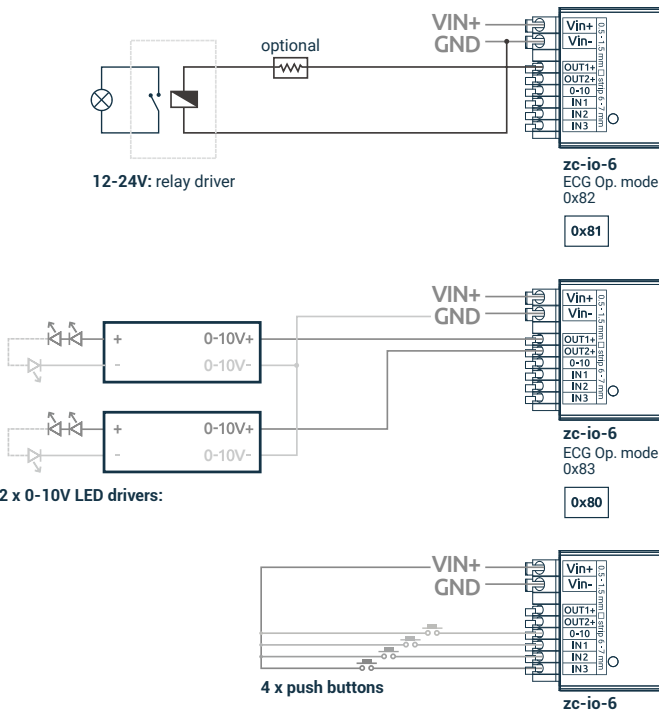 VIN+
GND
optional
Vin+
Vin-
OUT1+
OUT2+
0-10
IN1
IN2
IN3
0.5-1.5 mm □ strip 6-7 mm
12-24V: relay driver
zc-io-6
ECG Op. mode
0x82
0x81
VIN+
GND
Vin+
Vin-
OUT1+
OUT2+
0-10
IN1
IN2
IN3
0.5-1.5 mm □ strip 6-7 mm
+ 0-10V+
- 0-10V-
+ 0-10V+
- 0-10V-
2 x 0-10V LED drivers:
zc-io-6
ECG Op. mode
0x83
0x80
VIN+
GND
Vin+
Vin-
OUT1+
OUT2+
0-10
IN1
IN2
IN3
0.5-1.5 mm □ strip 6-7 mm
4 x push buttons
zc-io-6